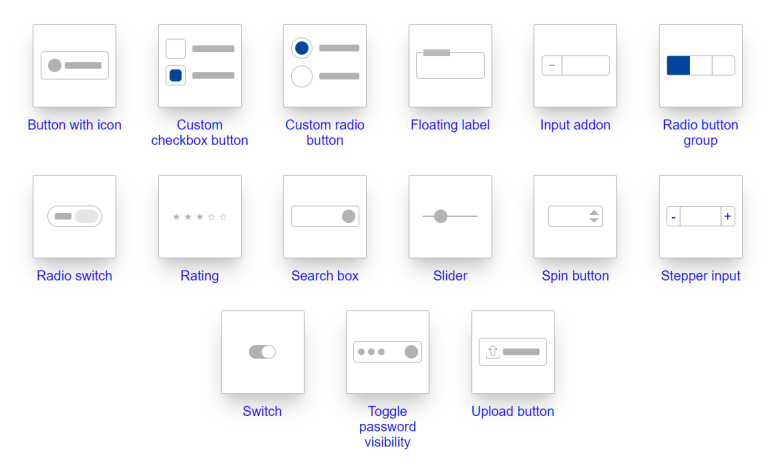 Button with icon
Custom
checkbox button
Custom radio
button
Floating label
Input addon
Radio button
group
Radio switch
Rating
Search box
Slider
Spin button
Stepper input
Switch
Toggle
password
visibility
Upload button